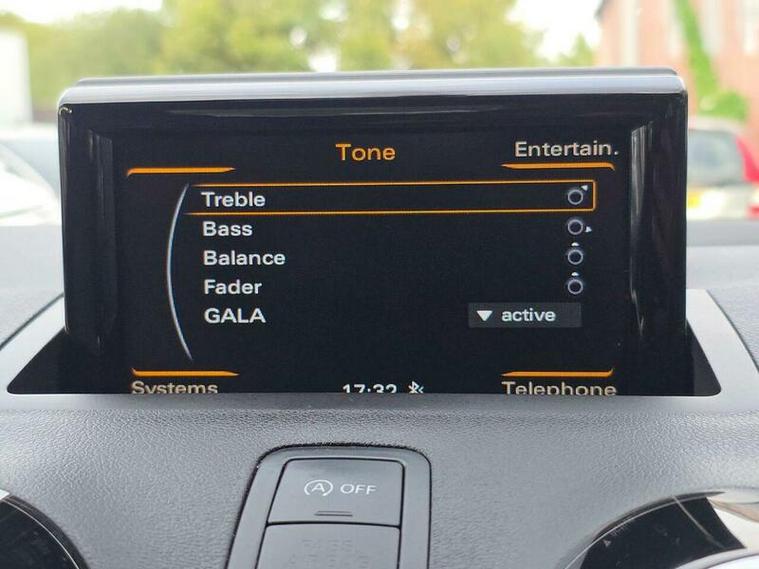 Tone
Entertain.
Treble
Bass
Balance
Fader
GALA
active
Systems
17:32
Telephone
A OFF